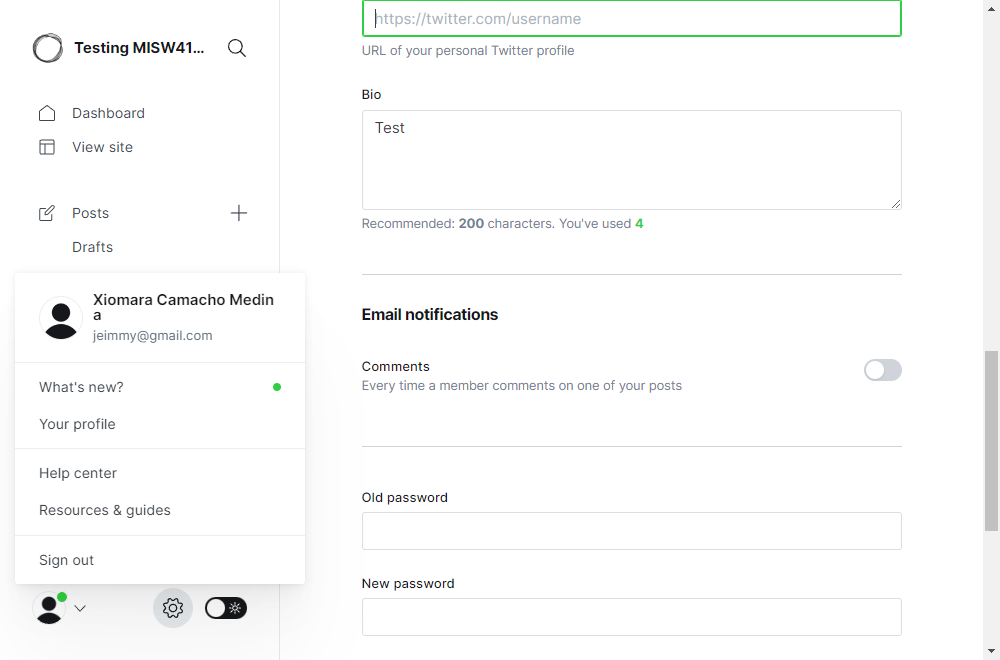 Testing MISW41...
Dashboard
View site
Posts
Drafts
Xiomara Camacho Medin
a
jeimmy@gmail.com
What's new?
Your profile
Help center
Resources & guides
Sign out
https://twitter.com/username
URL of your personal Twitter profile
Bio
Test
Recommended: 200 characters. You've used 4
Email notifications
Comments
Every time a member comments on one of your posts
Old password
New password